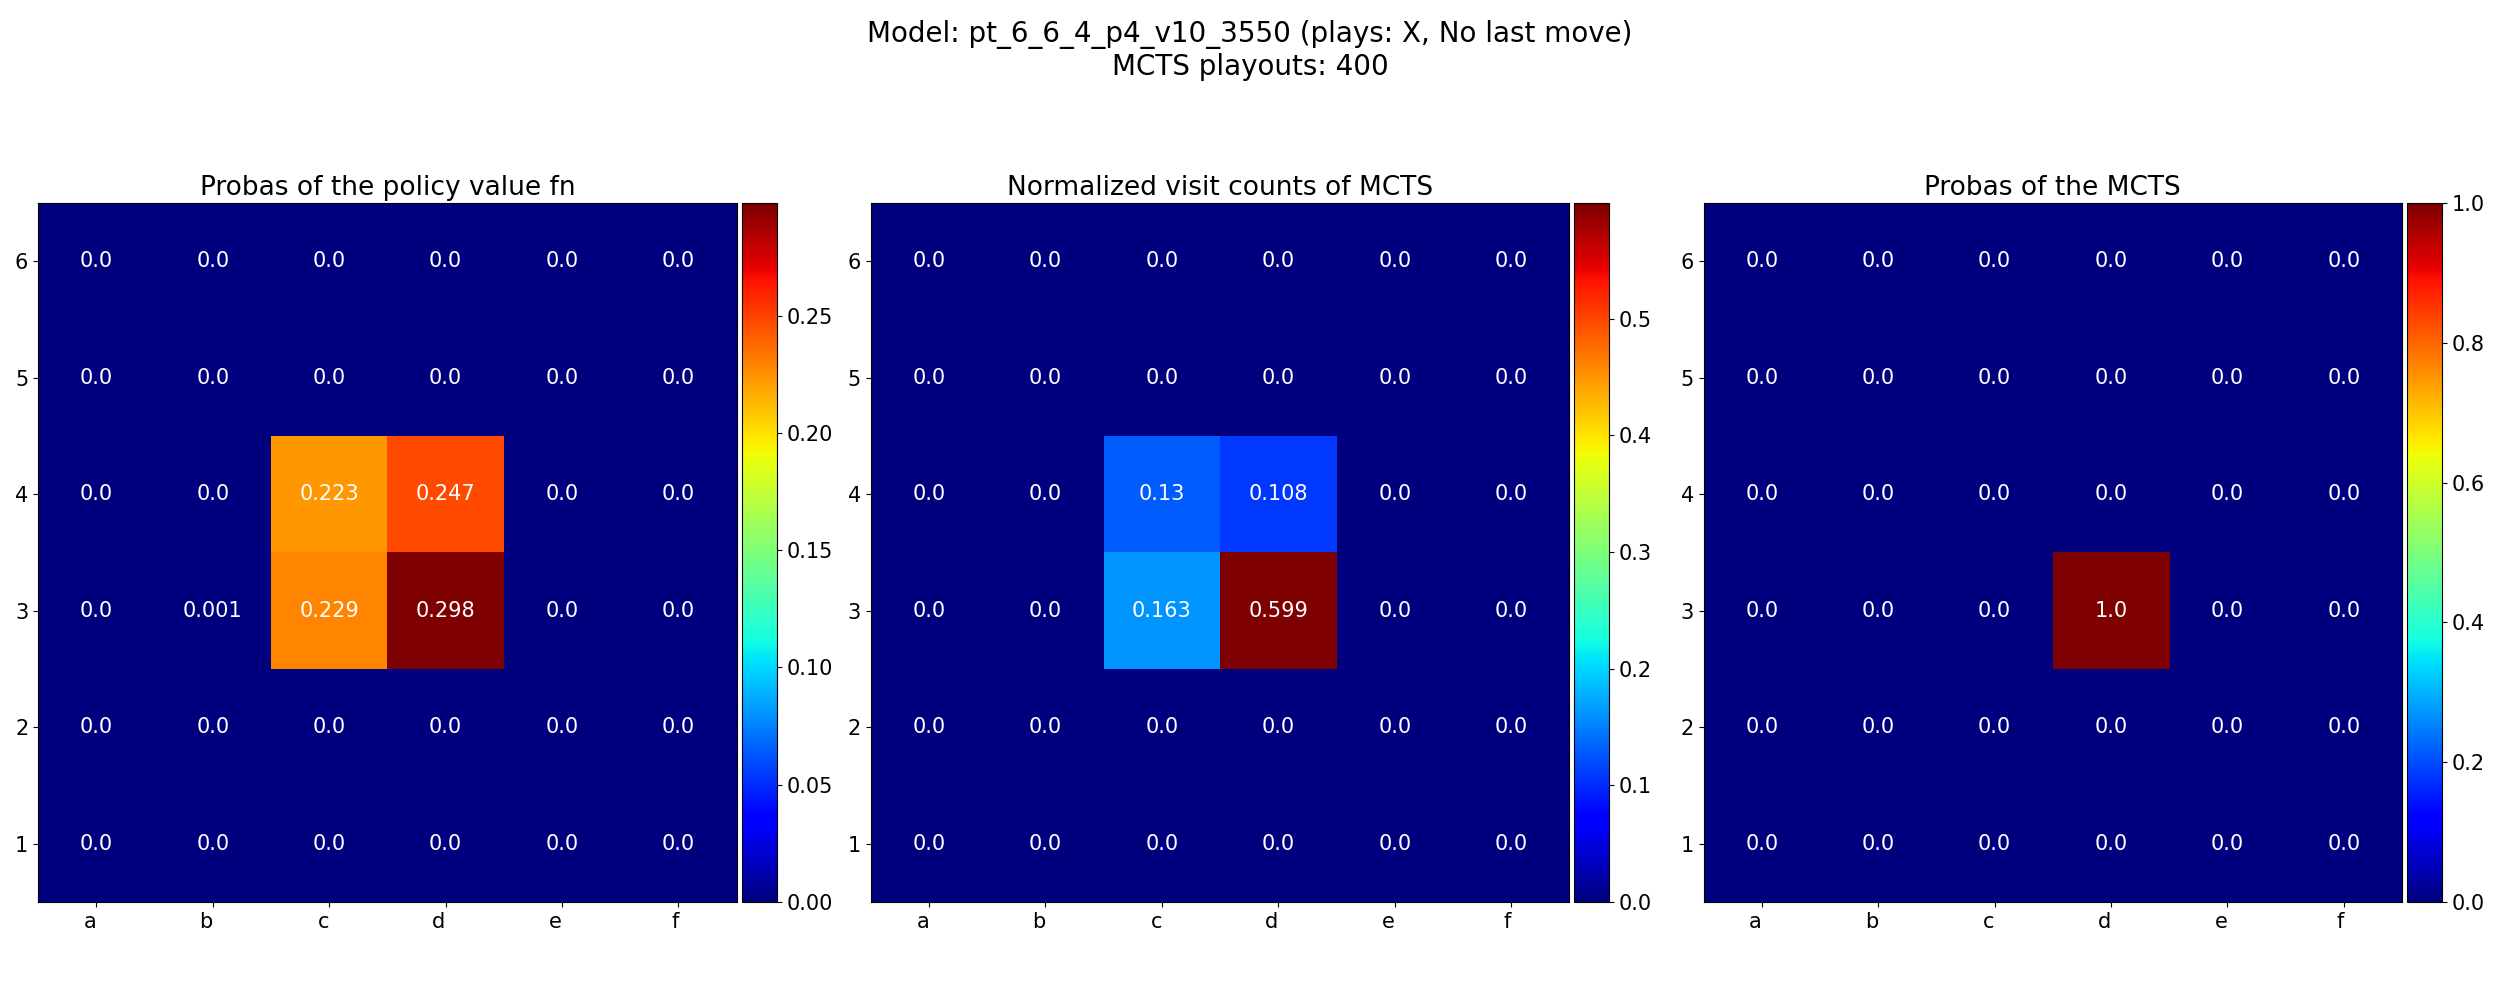 Model: pt_6_6_4_p4_v10_3550 (plays: X, No last move)
MCTS playouts: 400
Probas of the policy value fn
6 0.0 0.0 0.0 0.0 0.0 0.0
5 0.0 0.0 0.0 0.0 0.0 0.0
4 0.0 0.0 0.223 0.247 0.0 0.0
3 0.0 0.001 0.229 0.298 0.0 0.0
2 0.0 0.0 0.0 0.0 0.0 0.0
1 0.0 0.0 0.0 0.0 0.0 0.0
a b c d e f
0.25
0.20
0.15
0.10
0.05
0.00
Normalized visit counts of MCTS
6 0.0 0.0 0.0 0.0 0.0 0.0
5 0.0 0.0 0.0 0.0 0.0 0.0
4 0.0 0.0 0.13 0.108 0.0 0.0
3 0.0 0.0 0.163 0.599 0.0 0.0
2 0.0 0.0 0.0 0.0 0.0 0.0
1 0.0 0.0 0.0 0.0 0.0 0.0
a b c d e f
0.5
0.4
0.3
0.2
0.1
0.0
Probas of the MCTS
6 0.0 0.0 0.0 0.0 0.0 0.0
5 0.0 0.0 0.0 0.0 0.0 0.0
4 0.0 0.0 0.0 0.0 0.0 0.0
3 0.0 0.0 0.0 1.0 0.0 0.0
2 0.0 0.0 0.0 0.0 0.0 0.0
1 0.0 0.0 0.0 0.0 0.0 0.0
a b c d e f
1.0
0.8
0.6
0.4
0.2
0.0